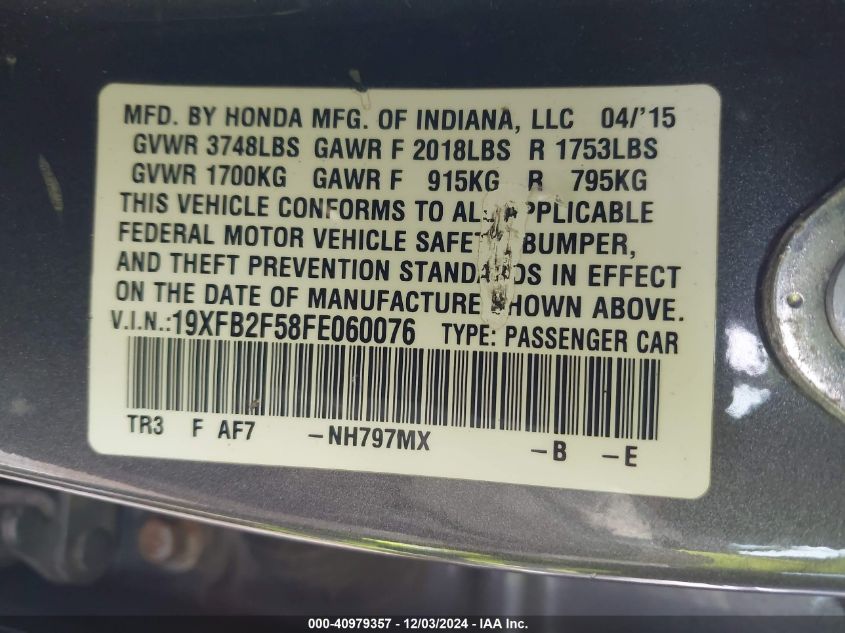 MFD. BY HONDA MFG. OF INDIANA, LLC 04/'15
GVWR 3748LBS GAWR F 2018LBS R 1753LBS
GVWR 1700KG GAWR F 915KG R 795KG
THIS VEHICLE CONFORMS TO ALL APPLICABLE
FEDERAL MOTOR VEHICLE SAFETY BUMPER,
AND THEFT PREVENTION STANDARDS IN EFFECT
ON THE DATE OF MANUFACTURE SHOWN ABOVE.
V.I.N.:19XFB2F58FE060076 TYPE: PASSENGER CAR
TR3 F AF7 -NH797MX -B -E
000-40979357 - 12/03/2024 - IAA Inc.